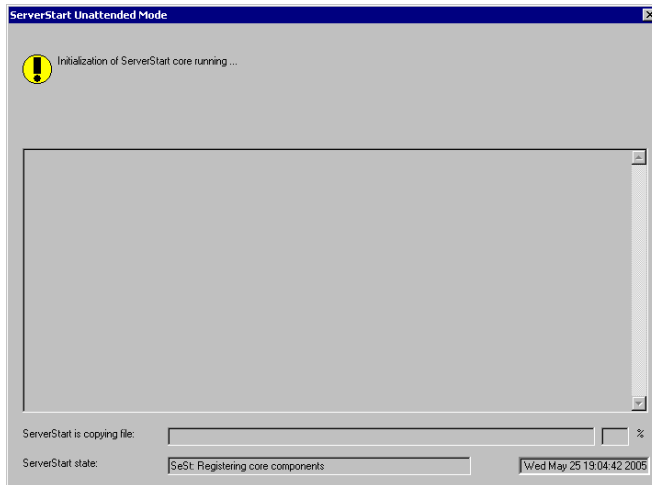 ServerStart Unattended Mode
Initialization of ServerStart core running ...
ServerStart is copying file:
%
ServerStart state:
SeSt: Registering core components
Wed May 25 19:04:42 2005